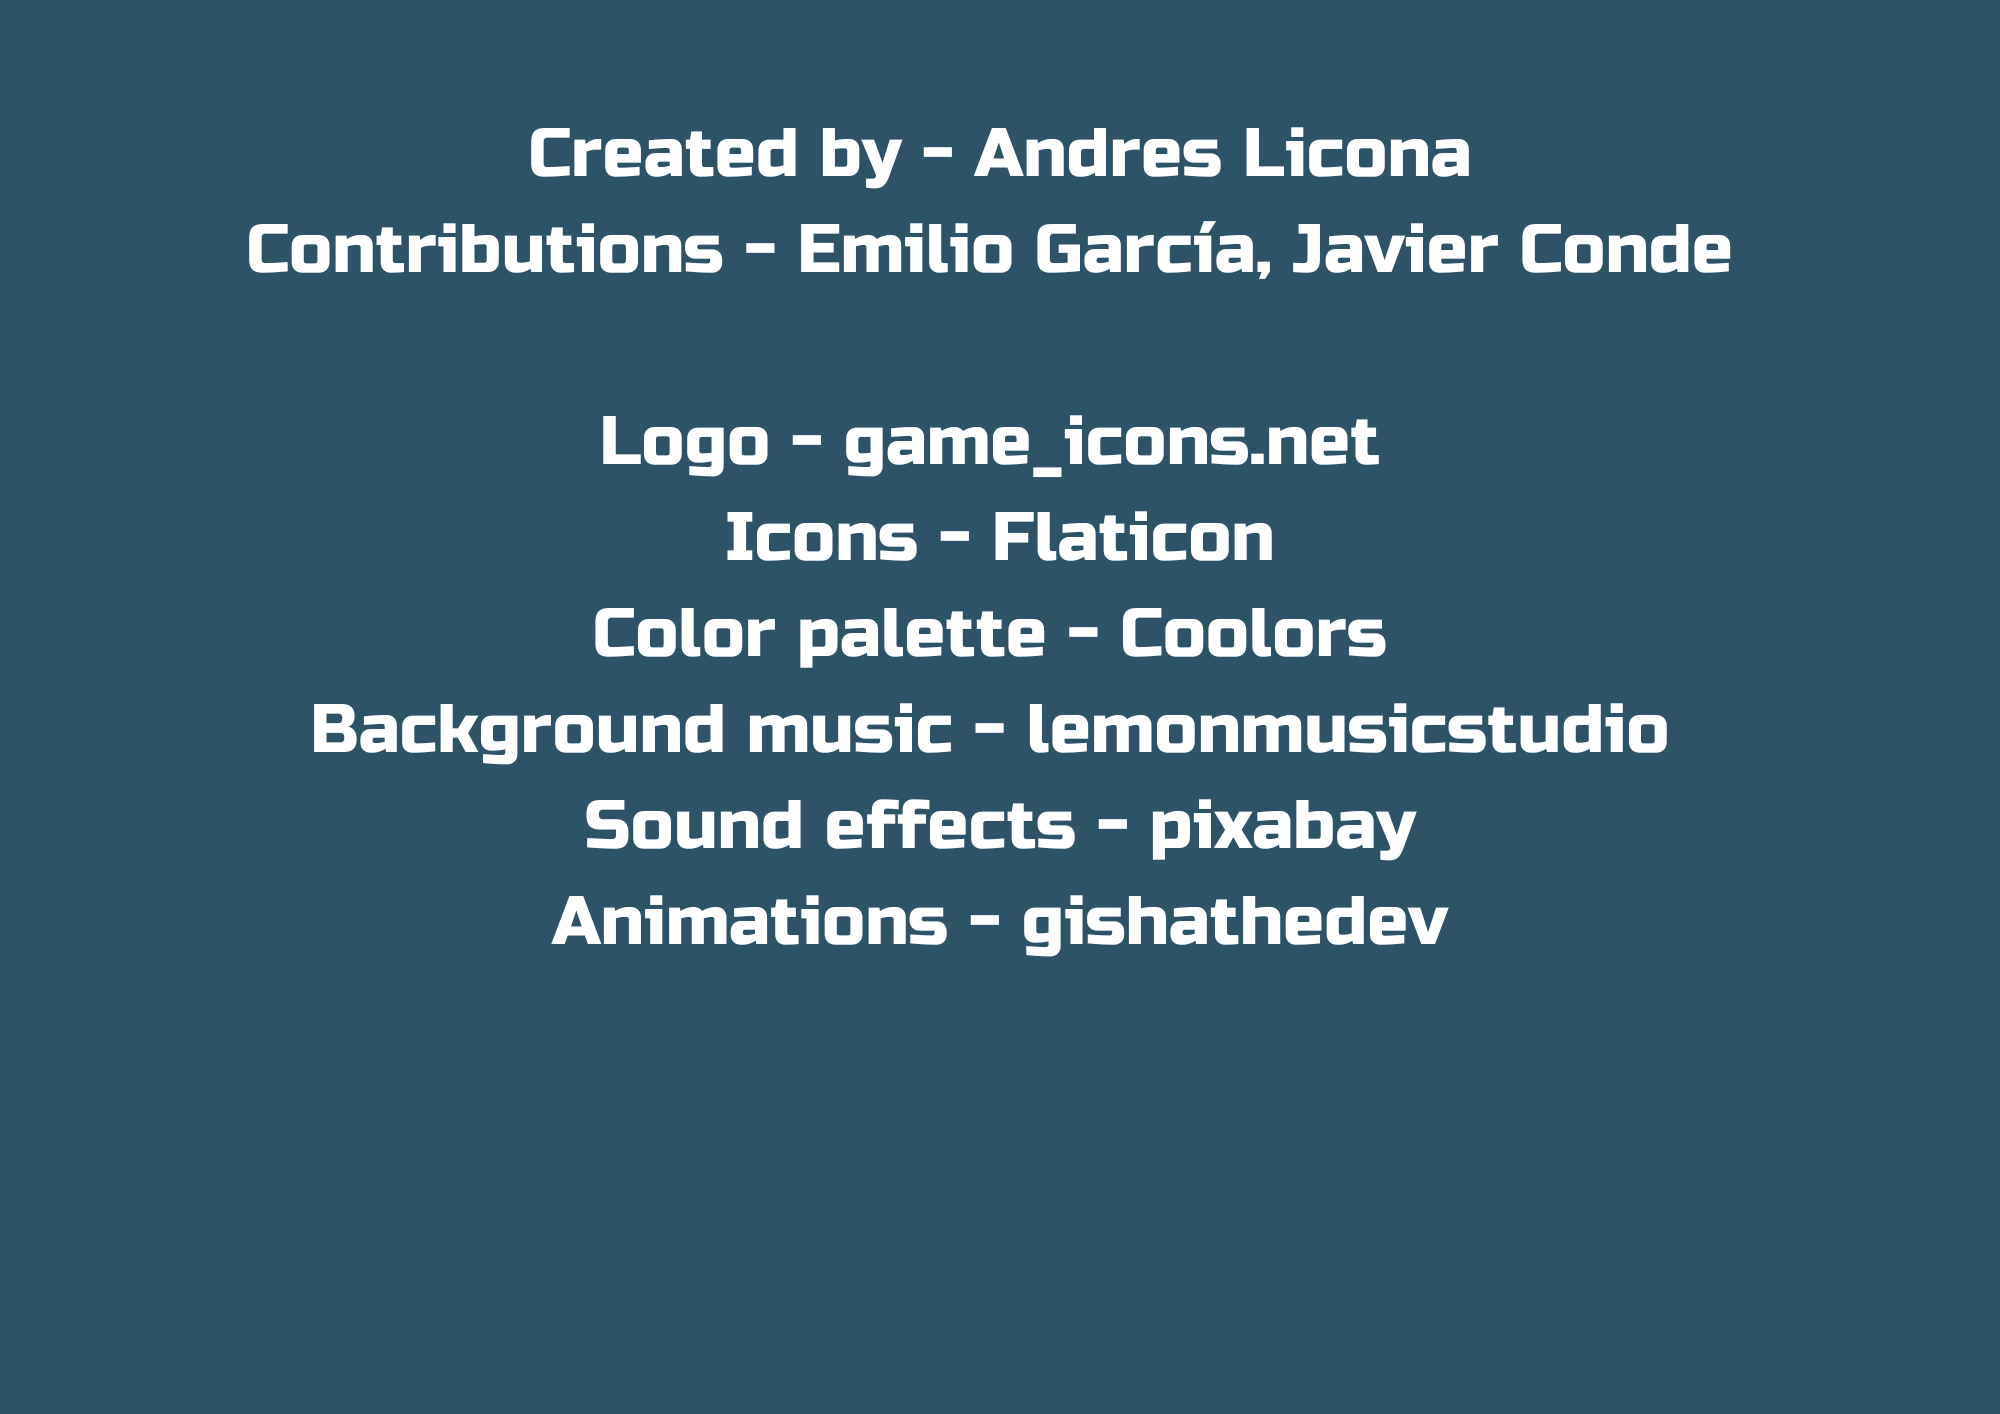 Created by - Andres Licona
Contributions - Emilio García, Javier Conde
Logo - game_icons.net
Icons - Flaticon
Color palette - Coolors
Background music - lemonmusicstudio
Sound effects - pixabay
Animations - gishathedev